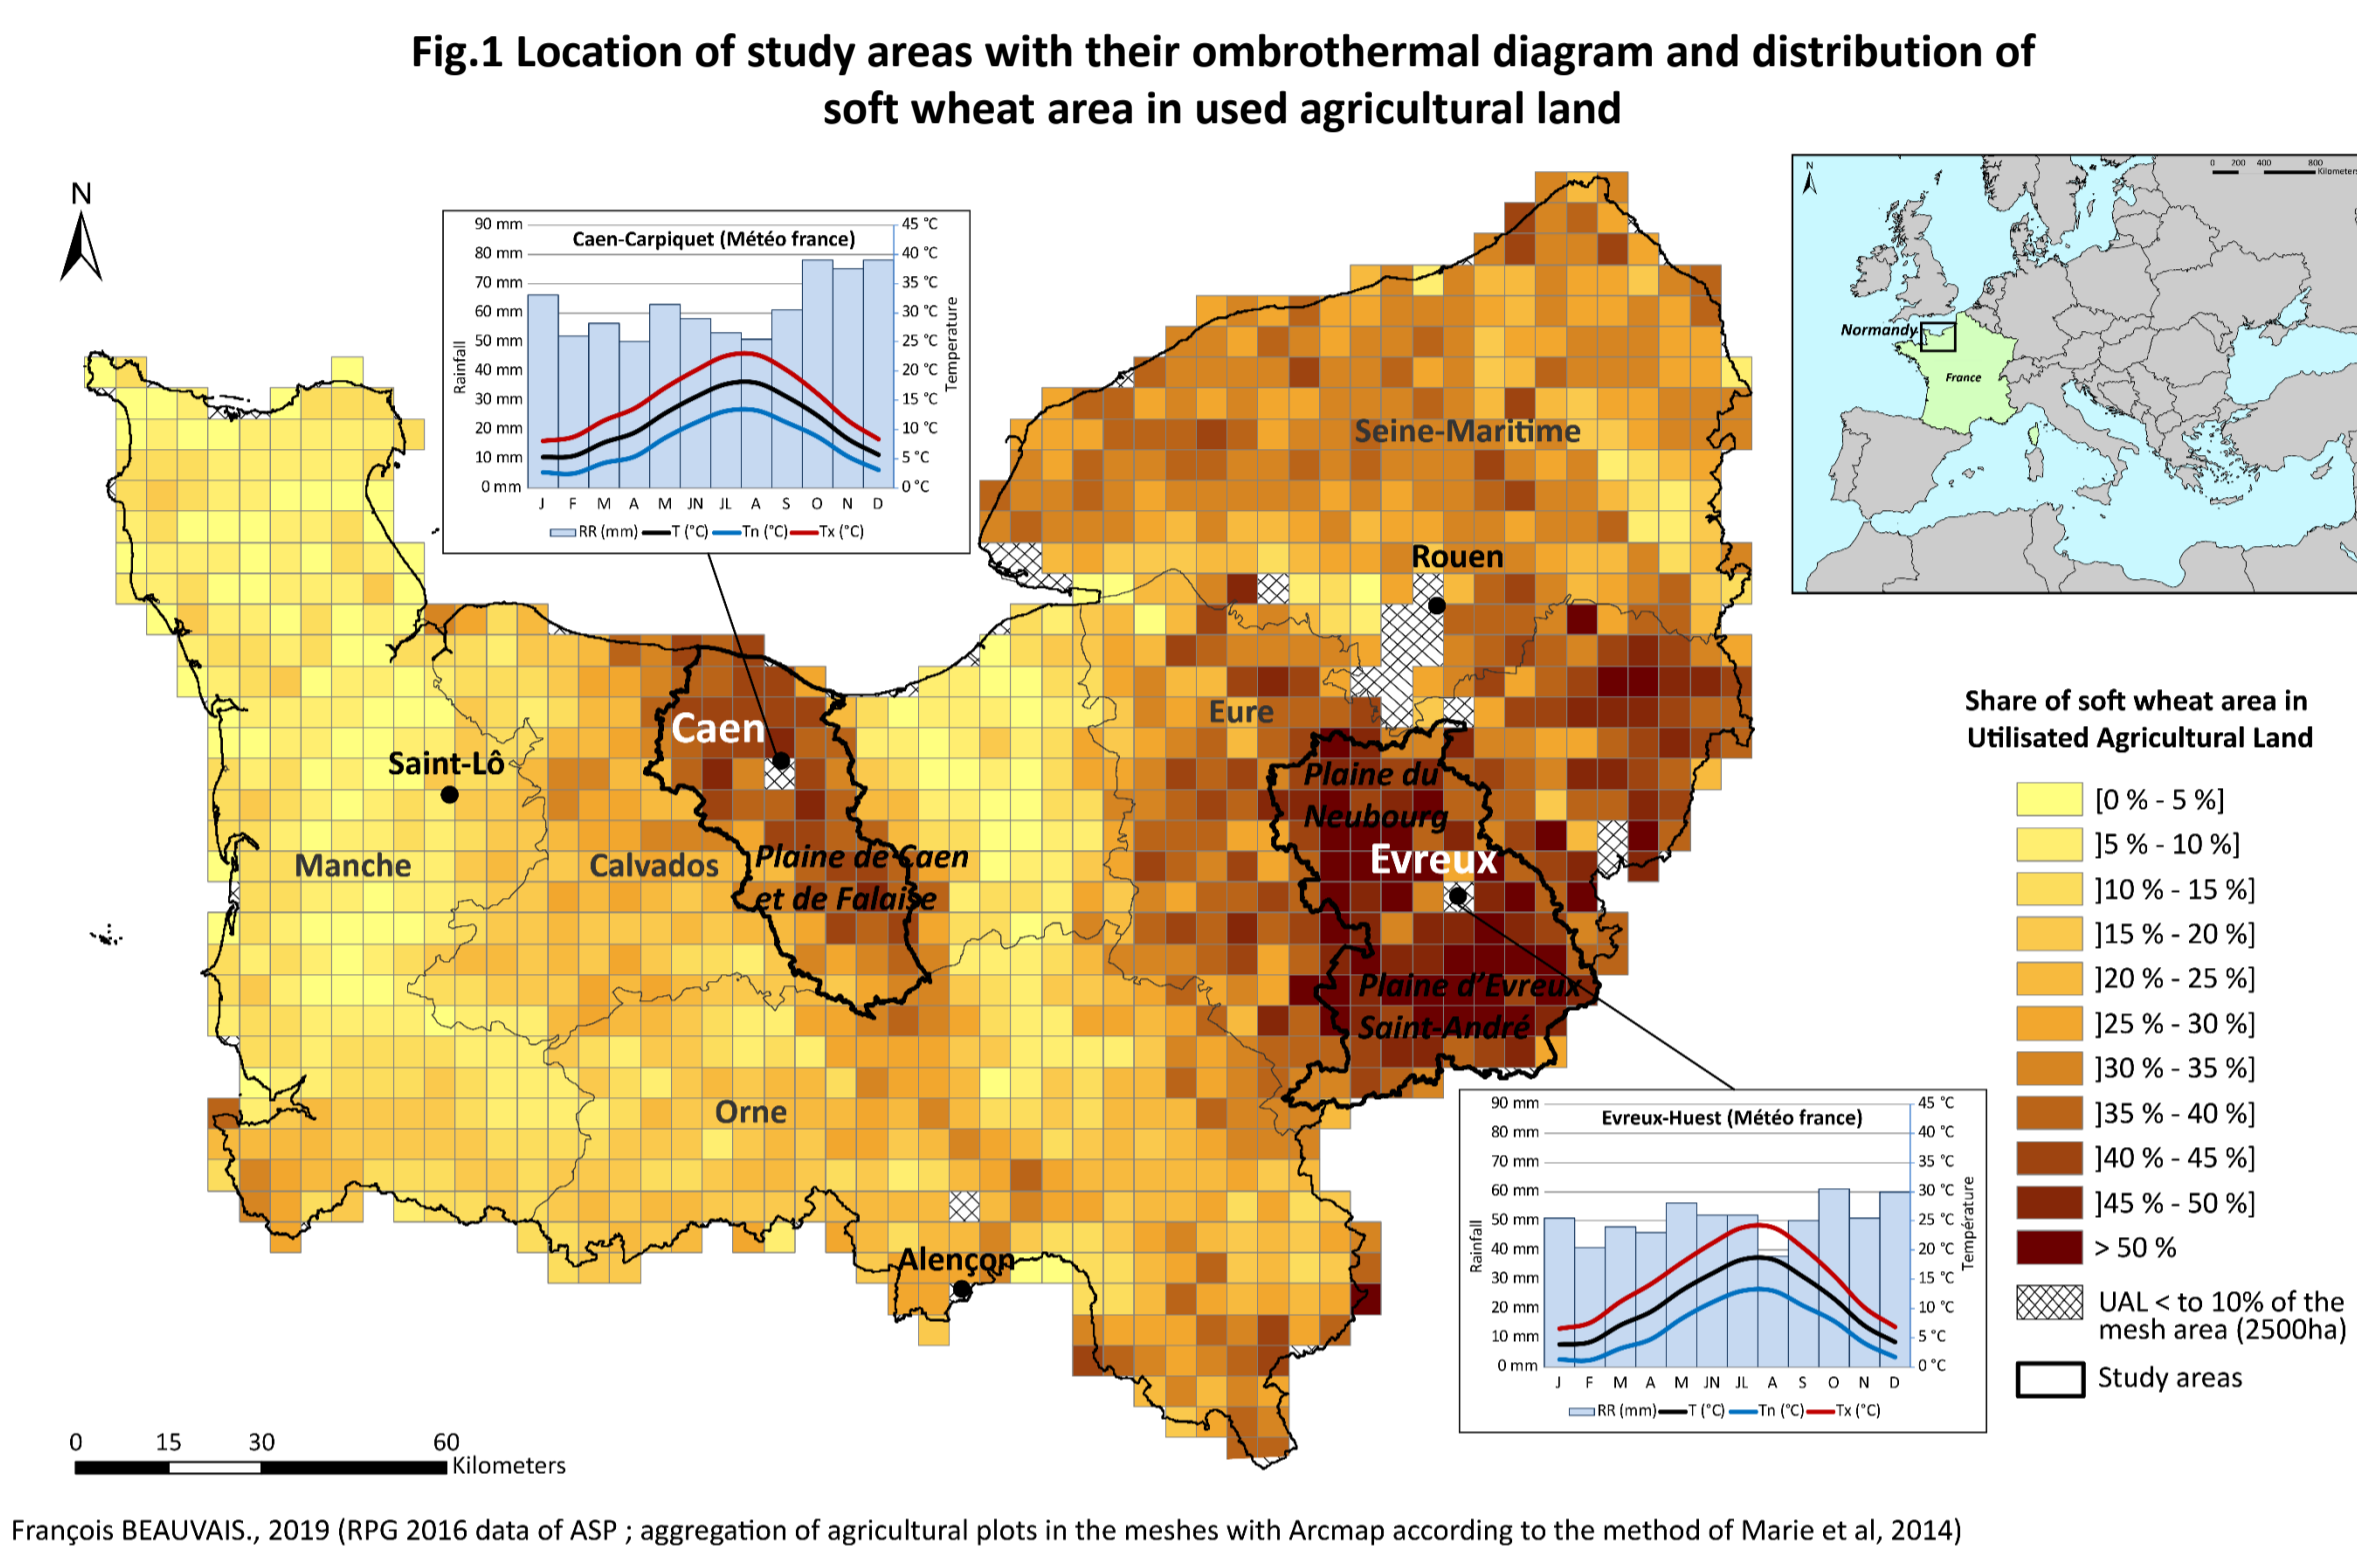 Fig.1 Location of study areas with their ombrothermal diagram and distribution of
soft wheat area in used agricultural land
N
90 mm
80 mm
70 mm
60 mm
50 mm
40 mm
30 mm
20 mm
10 mm
0 mm
Rainfall
Caen-Carpiquet (Météo france)
45 °C
40 °C
35 °C
30 °C
25 °C
20 °C
15 °C
10 °C
5 °C
0 °C
Temperature
J F M A M JN JL A S O N D
RR (mm) T (°C) Tn (°C) Tx (°C)
N
0 200 400 800
Kilometers
Normandy
France
Seine-Maritime
Rouen
Eure
Caen
Saint-Lô
Manche
Calvados
Plaine de Caen
et de Falaise
Plaine du
Neubourg
Evreux
Plaine d'Evreux
Saint-André
Orne
Alençon
Share of soft wheat area in
Utilisated Agricultural Land
[0 % - 5 %]
]5 % - 10 %]
]10 % - 15 %]
]15 % - 20 %]
]20 % - 25 %]
]25 % - 30 %]
]30 % - 35 %]
]35 % - 40 %]
]40 % - 45 %]
]45 % - 50 %]
> 50 %
UAL < to 10% of the
mesh area (2500ha)
Study areas
90 mm
80 mm
70 mm
60 mm
50 mm
40 mm
30 mm
20 mm
10 mm
0 mm
Rainfall
Evreux-Huest (Météo france)
45 °C
40 °C
35 °C
30 °C
25 °C
20 °C
15 °C
10 °C
5 °C
0 °C
Température
J F M A M JN JL A S O N D
RR (mm) T (°C) Tn (°C) Tx (°C)
0 15 30 60
Kilometers
François BEAUVAIS., 2019 (RPG 2016 data of ASP ; aggregation of agricultural plots in the meshes with Arcmap according to the method of Marie et al, 2014)